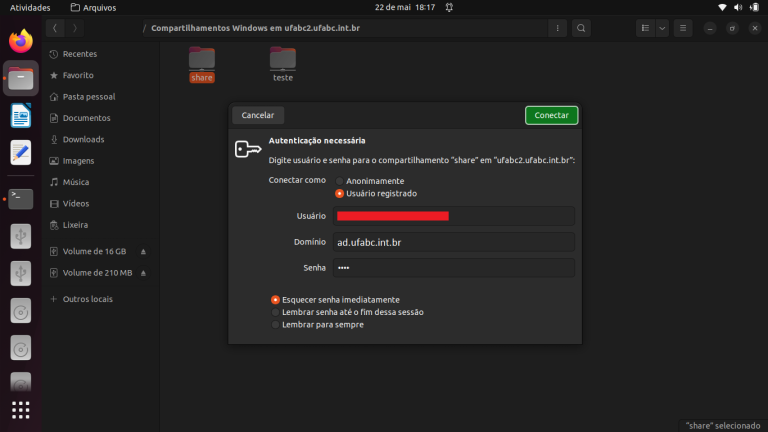 Atividades
Arquivos
22 de mai 18:17
/ Compartilhamentos Windows em ufabc2.ufabc.int.br
Recentes
Favorito
Pasta pessoal
Documentos
Downloads
Imagens
Música
Vídeos
Lixeira
Volume de 16 GB
Volume de 210 MB
+ Outros locais
share
teste
Cancelar
Conectar
Autenticação necessária
Digite usuário e senha para o compartilhamento "share" em "ufabc2.ufabc.int.br":
Conectar como
Anonimamente
Usuário registrado
Usuário
Domínio
ad.ufabc.int.br
Senha
••••
Esquecer senha imediatamente
Lembrar senha até o fim dessa sessão
Lembrar para sempre
"share" selecionado